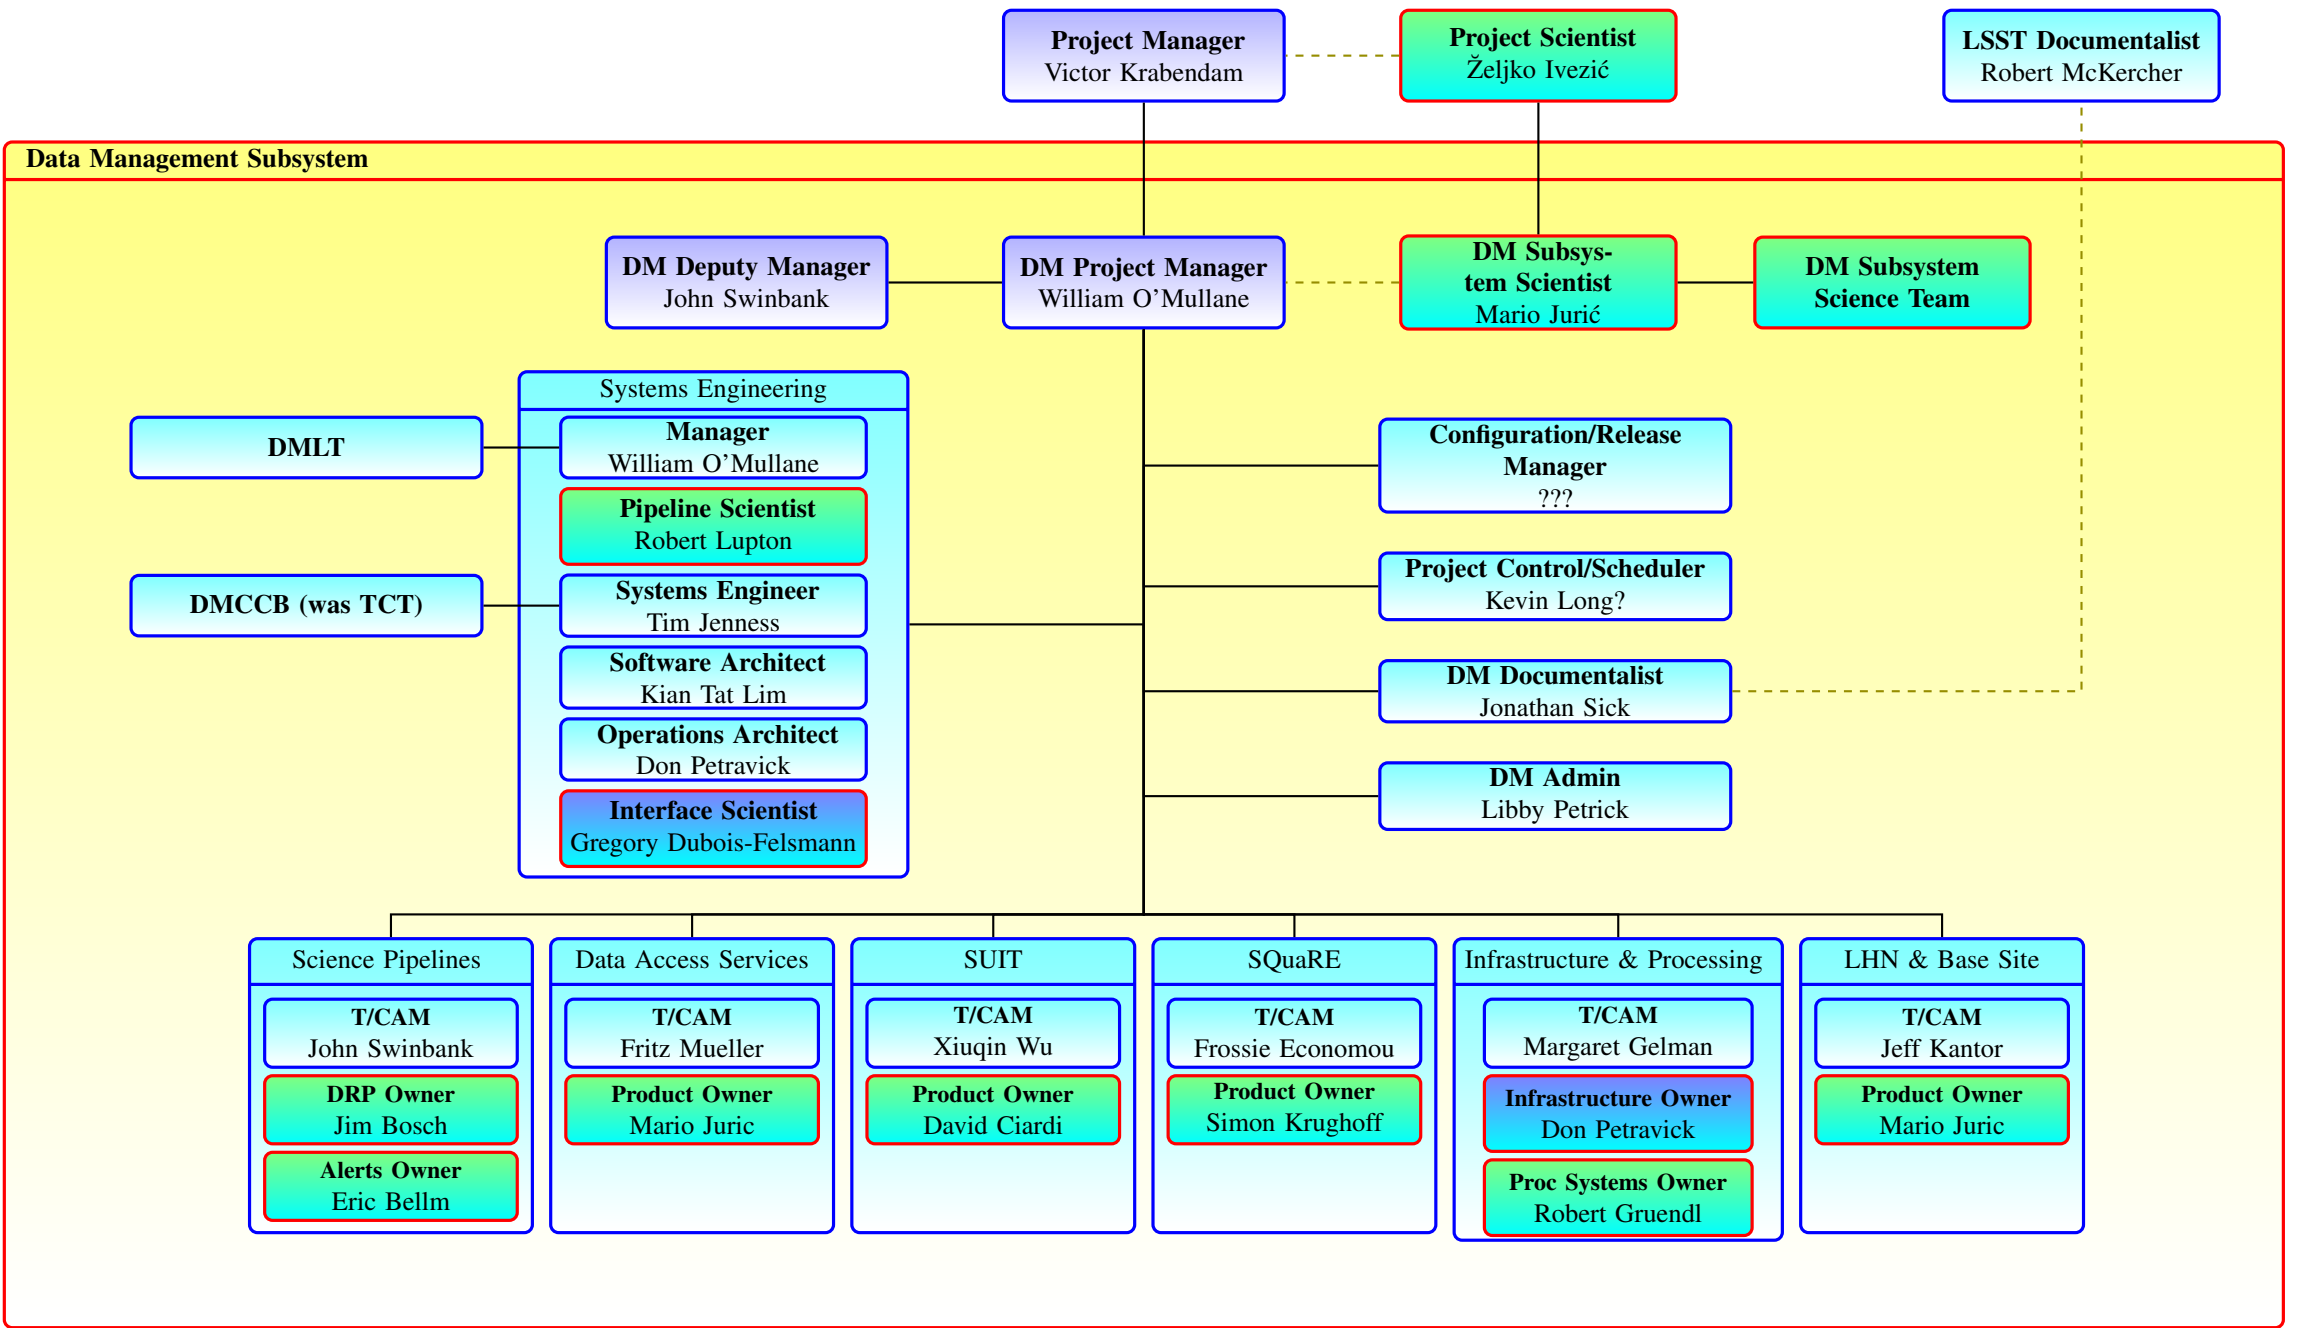 Project Manager
Victor Krabendam
Project Scientist
Željko Ivezić
LSST Documentalist
Robert McKercher
Data Management Subsystem
DM Deputy Manager
John Swinbank
DM Project Manager
William O’Mullane
DM Subsys-
tem Scientist
Mario Jurić
DM Subsystem
Science Team
Systems Engineering
DMLT
Manager
William O’Mullane
Pipeline Scientist
Robert Lupton
DMCCB (was TCT)
Systems Engineer
Tim Jenness
Software Architect
Kian Tat Lim
Operations Architect
Don Petravick
Interface Scientist
Gregory Dubois-Felsmann
Configuration/Release
Manager
???
Project Control/Scheduler
Kevin Long?
DM Documentalist
Jonathan Sick
DM Admin
Libby Petrick
Science Pipelines
T/CAM
John Swinbank
DRP Owner
Jim Bosch
Alerts Owner
Eric Bellm
Data Access Services
T/CAM
Fritz Mueller
Product Owner
Mario Juric
SUIT
T/CAM
Xiuqin Wu
Product Owner
David Ciardi
SQuaRE
T/CAM
Frossie Economou
Product Owner
Simon Krughoff
Infrastructure & Processing
T/CAM
Margaret Gelman
Infrastructure Owner
Don Petravick
Proc Systems Owner
Robert Gruendl
LHN & Base Site
T/CAM
Jeff Kantor
Product Owner
Mario Juric